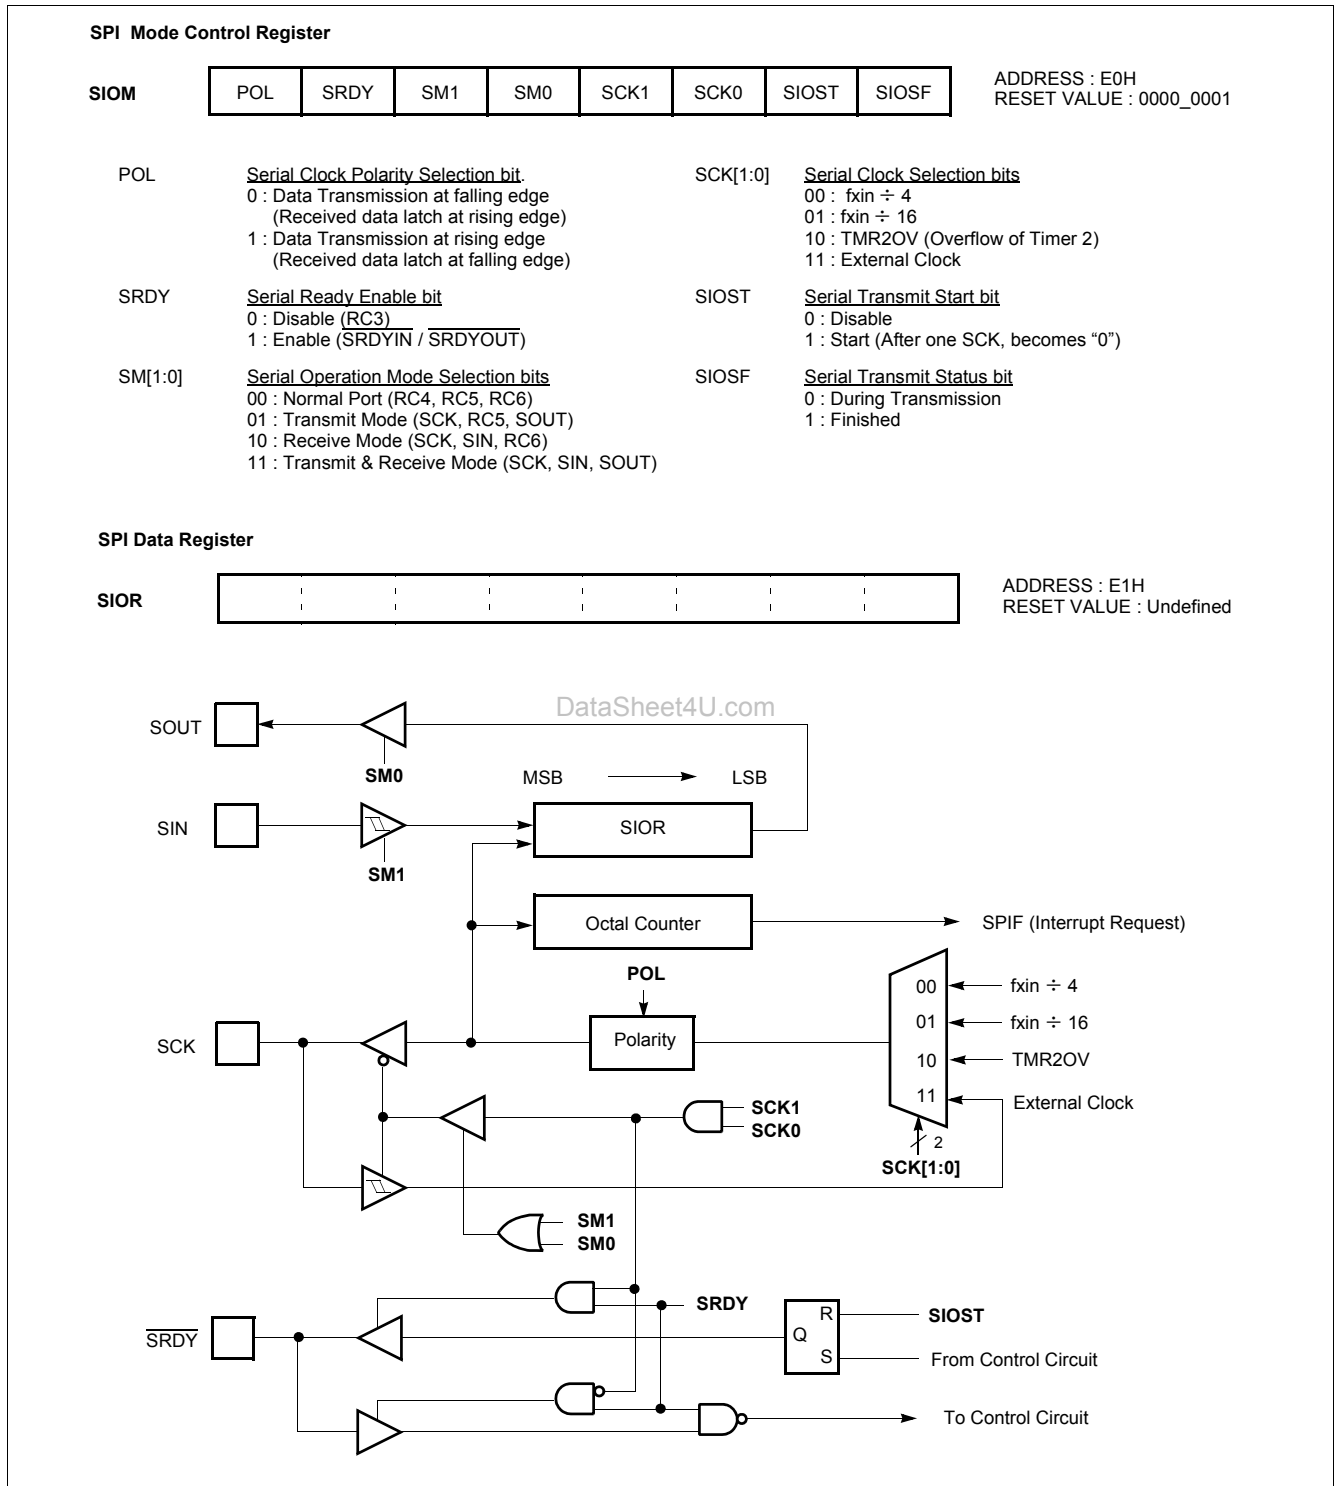 SPI Mode Control Register
SIOM
POL SRDY SM1 SM0 SCK1 SCK0 SIOST SIOSF
ADDRESS : E0H
RESET VALUE : 0000_0001
POL
Serial Clock Polarity Selection bit.
0 : Data Transmission at falling edge
(Received data latch at rising edge)
1 : Data Transmission at rising edge
(Received data latch at falling edge)
SCK[1:0]
Serial Clock Selection bits
00 : fxin ÷ 4
01 : fxin ÷ 16
10 : TMR2OV (Overflow of Timer 2)
11 : External Clock
SRDY
Serial Ready Enable bit
0 : Disable (RC3)
1 : Enable (SRDYIN / SRDYOUT)
SIOST
Serial Transmit Start bit
0 : Disable
1 : Start (After one SCK, becomes “0”)
SM[1:0]
Serial Operation Mode Selection bits
00 : Normal Port (RC4, RC5, RC6)
01 : Transmit Mode (SCK, RC5, SOUT)
10 : Receive Mode (SCK, SIN, RC6)
11 : Transmit & Receive Mode (SCK, SIN, SOUT)
SIOSF
Serial Transmit Status bit
0 : During Transmission
1 : Finished
SPI Data Register
SIOR
ADDRESS : E1H
RESET VALUE : Undefined
DataSheet4U.com
SOUT
SM0
MSB
LSB
SIN
SIOR
SM1
Octal Counter
SPIF (Interrupt Request)
POL
00
fxin ÷ 4
01
fxin ÷ 16
SCK
Polarity
10
TMR2OV
11
External Clock
SCK1
SCK0
2
SCK[1:0]
SM1
SM0
SRDY
R
SIOST
SRDY
Q
S
From Control Circuit
To Control Circuit